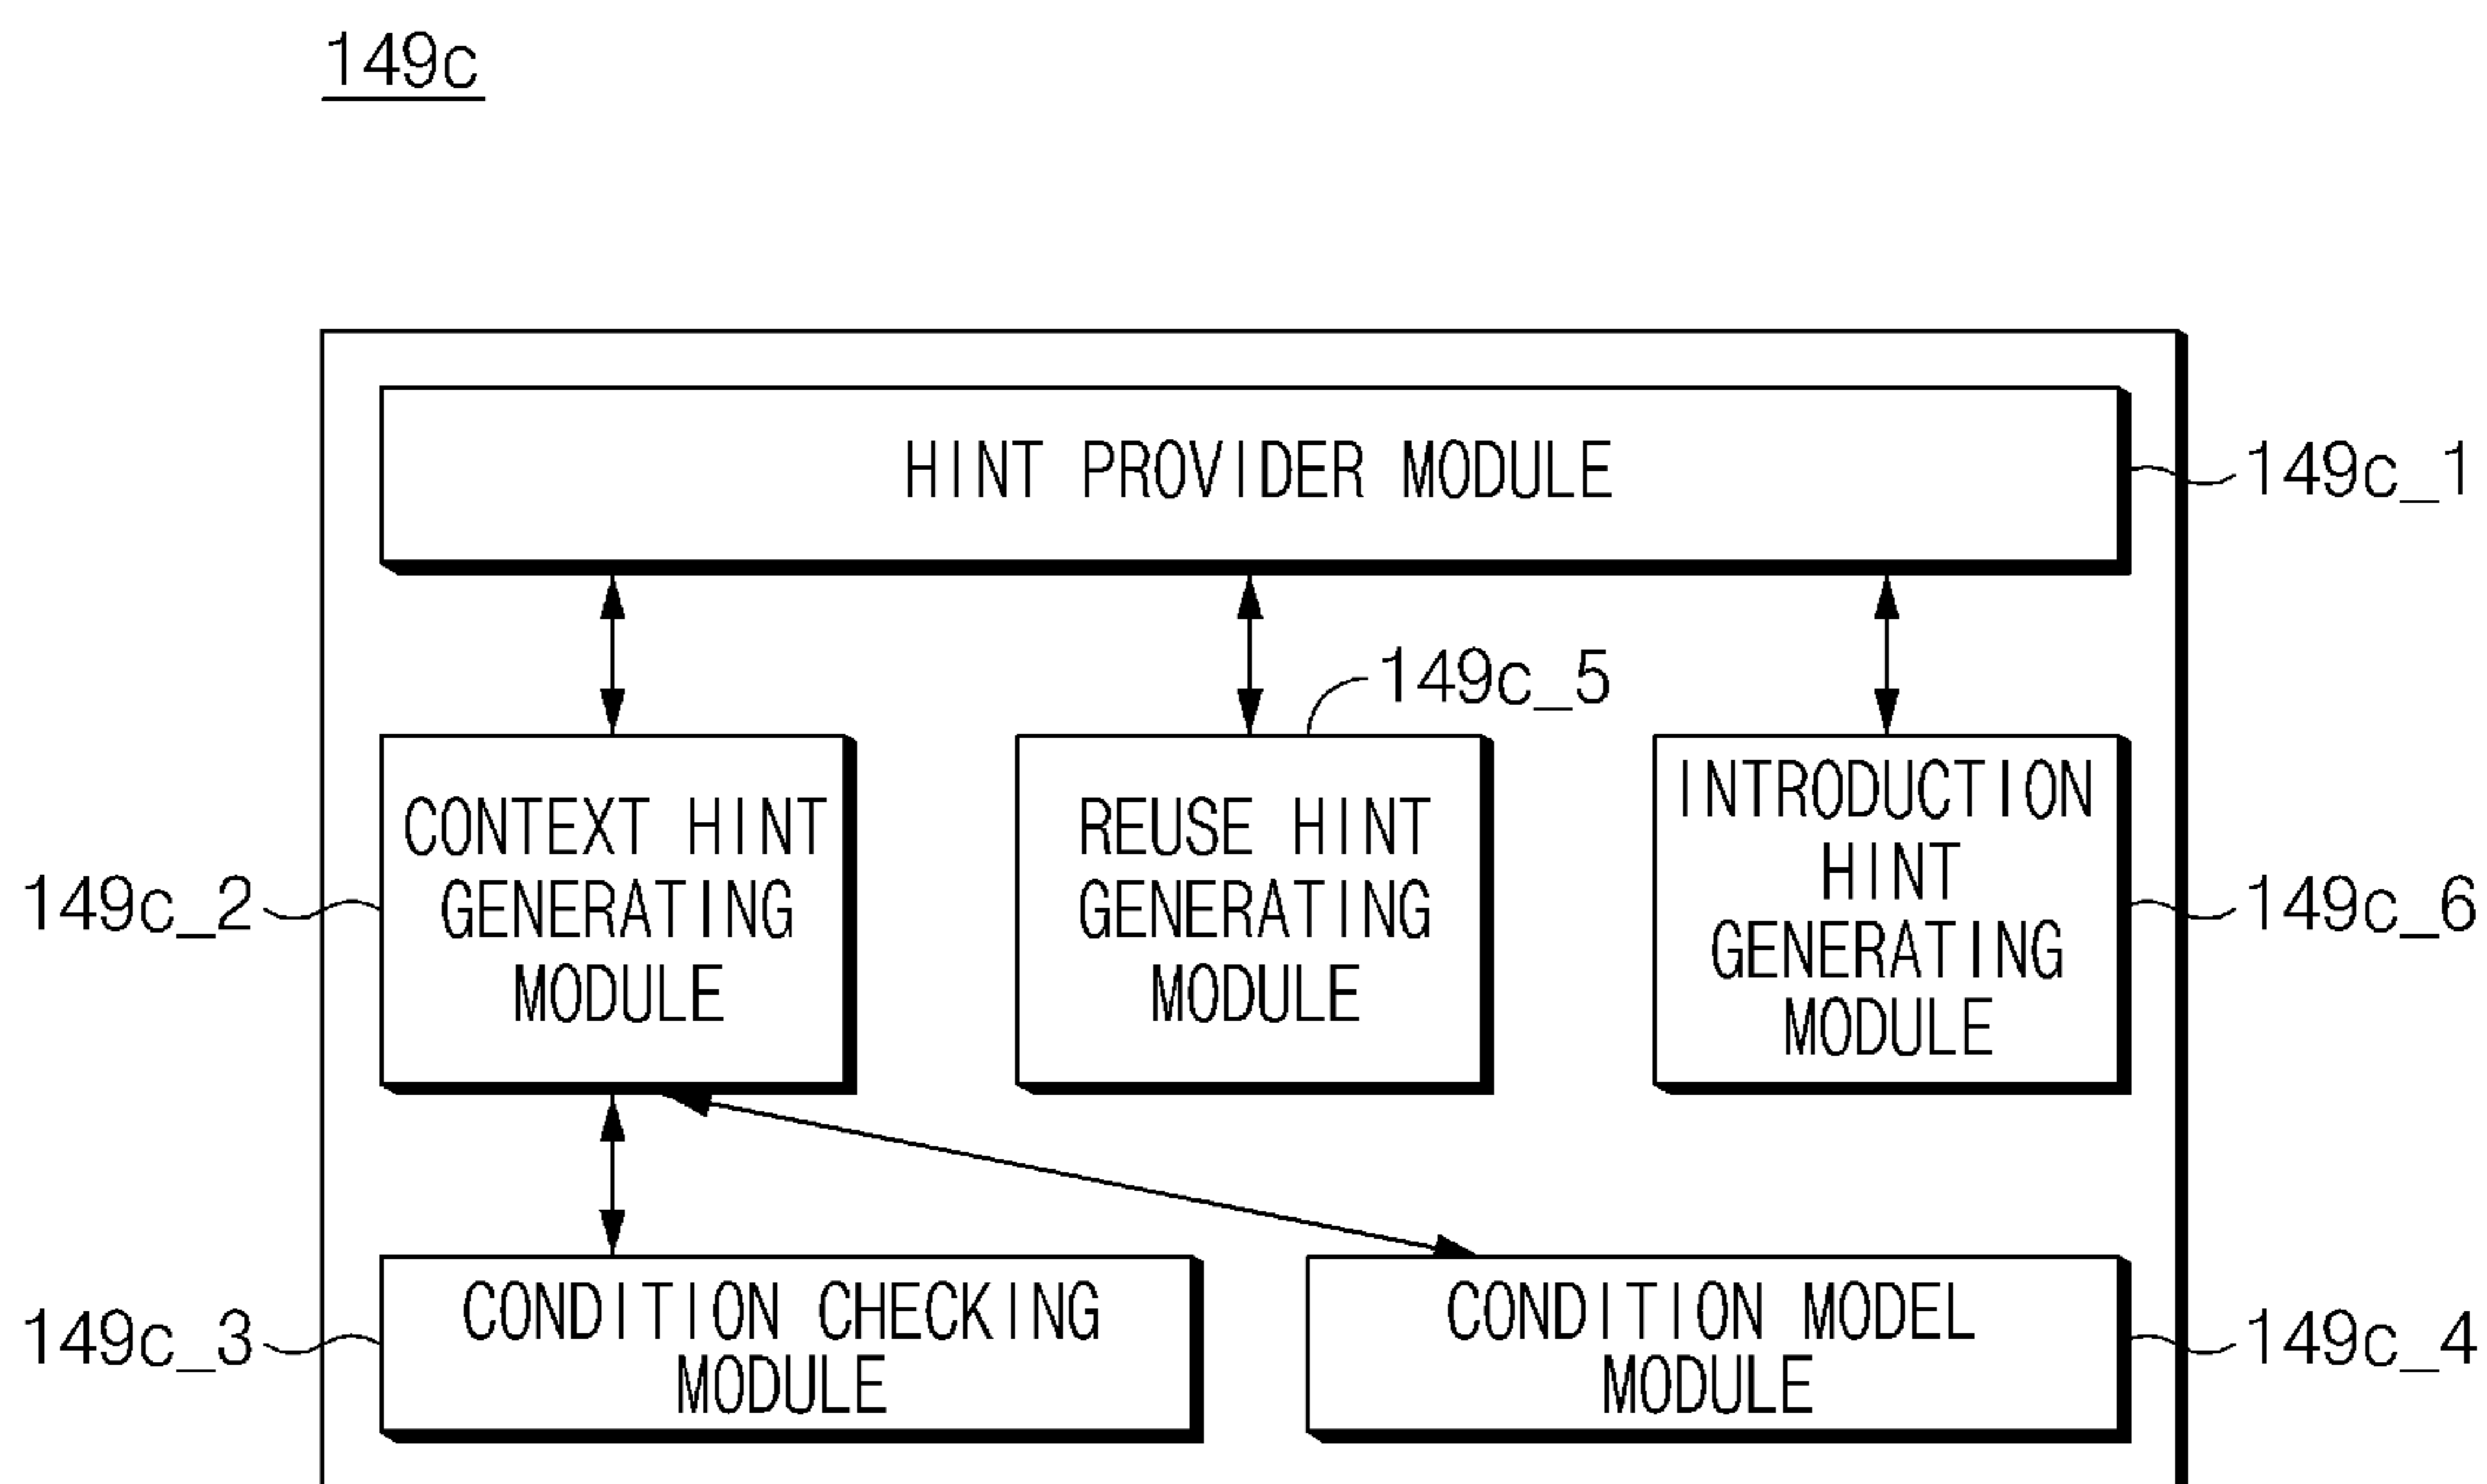 149c
HINT PROVIDER MODULE
149c_1
149c_5
CONTEXT HINT
GENERATING
MODULE
149c_2
REUSE HINT
GENERATING
MODULE
INTRODUCTION
HINT
GENERATING
MODULE
149c_6
149c_3
CONDITION CHECKING
MODULE
CONDITION MODEL
MODULE
149c_4